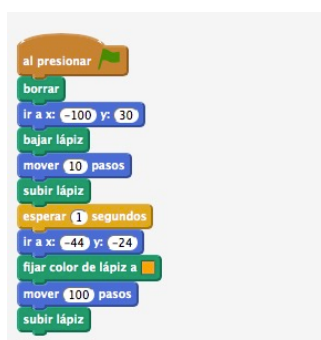 al presionar
borrar
ir a x: -100 y: 30
bajar lápiz
mover 10 pasos
subir lápiz
esperar 1 segundos
ir a x: -44 y: -24
fijar color de lápiz a
mover 100 pasos
subir lápiz